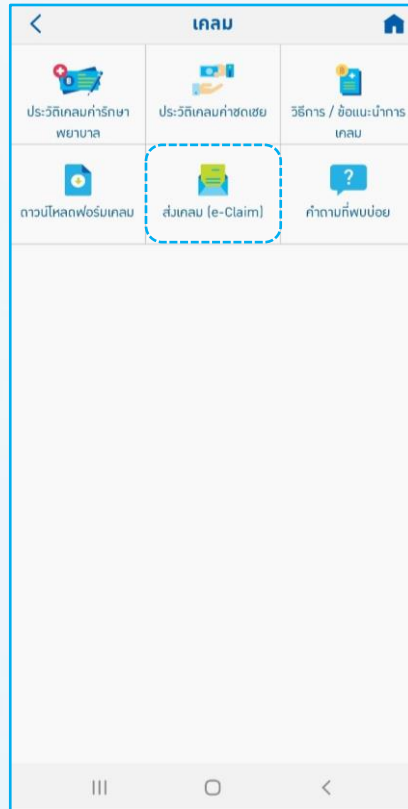 เคลม
ประวัติเคลมค่ารักษา
พยาบาล
ประวัติเคลมค่าชดเชย
วิธีการ / ข้อแนะนำการ
เคลม
ดาวน์โหลดฟอร์มเคลม
ส่งเคลม (e-Claim)
คำถามที่พบบ่อย